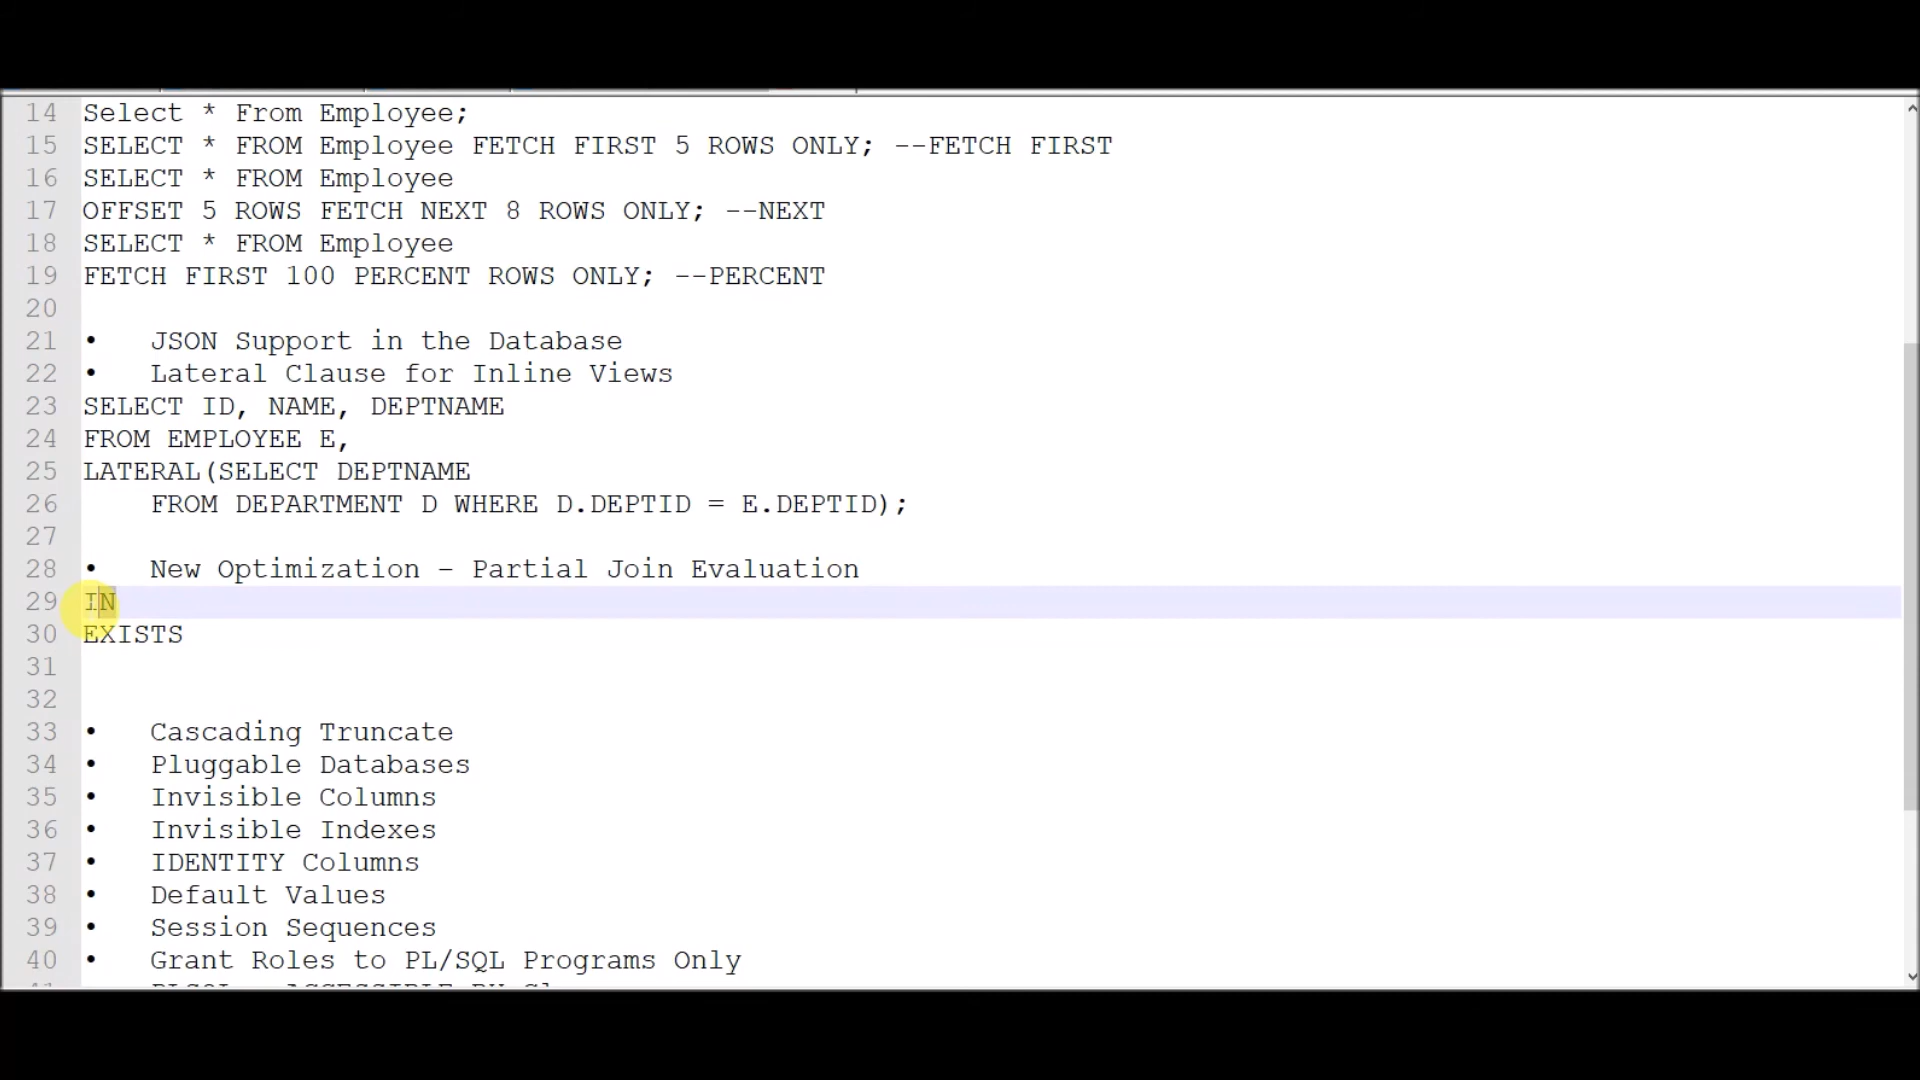 14 Select * From Employee;
15 SELECT * FROM Employee FETCH FIRST 5 ROWS ONLY; --FETCH FIRST
16 SELECT * FROM Employee
17 OFFSET 5 ROWS FETCH NEXT 8 ROWS ONLY; --NEXT
18 SELECT * FROM Employee
19 FETCH FIRST 100 PERCENT ROWS ONLY; --PERCENT
20
21 • JSON Support in the Database
22 • Lateral Clause for Inline Views
23 SELECT ID, NAME, DEPTNAME
24 FROM EMPLOYEE E,
25 LATERAL(SELECT DEPTNAME
26 FROM DEPARTMENT D WHERE D.DEPTID = E.DEPTID);
27
28 • New Optimization – Partial Join Evaluation
29 IN
30 EXISTS
31
32
33 • Cascading Truncate
34 • Pluggable Databases
35 • Invisible Columns
36 • Invisible Indexes
37 • IDENTITY Columns
38 • Default Values
39 • Session Sequences
40 • Grant Roles to PL/SQL Programs Only